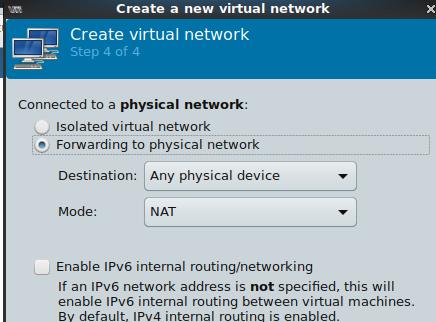 Create a new virtual network
Create virtual network
Step 4 of 4
Connected to a physical network:
Isolated virtual network
Forwarding to physical network
Destination: Any physical device
Mode: NAT
Enable IPv6 internal routing/networking
If an IPv6 network address is not specified, this will
enable IPv6 internal routing between virtual machines.
By default, IPv4 internal routing is enabled.